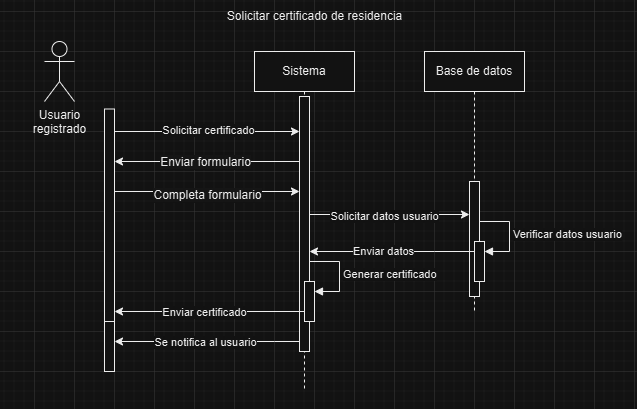 Solicitar certificado de residencia
Sistema
Base de datos
Usuario
registrado
Solicitar certificado
Enviar formulario
Completa formulario
Solicitar datos usuario
Verificar datos usuario
Enviar datos
Generar certificado
Enviar certificado
Se notifica al usuario